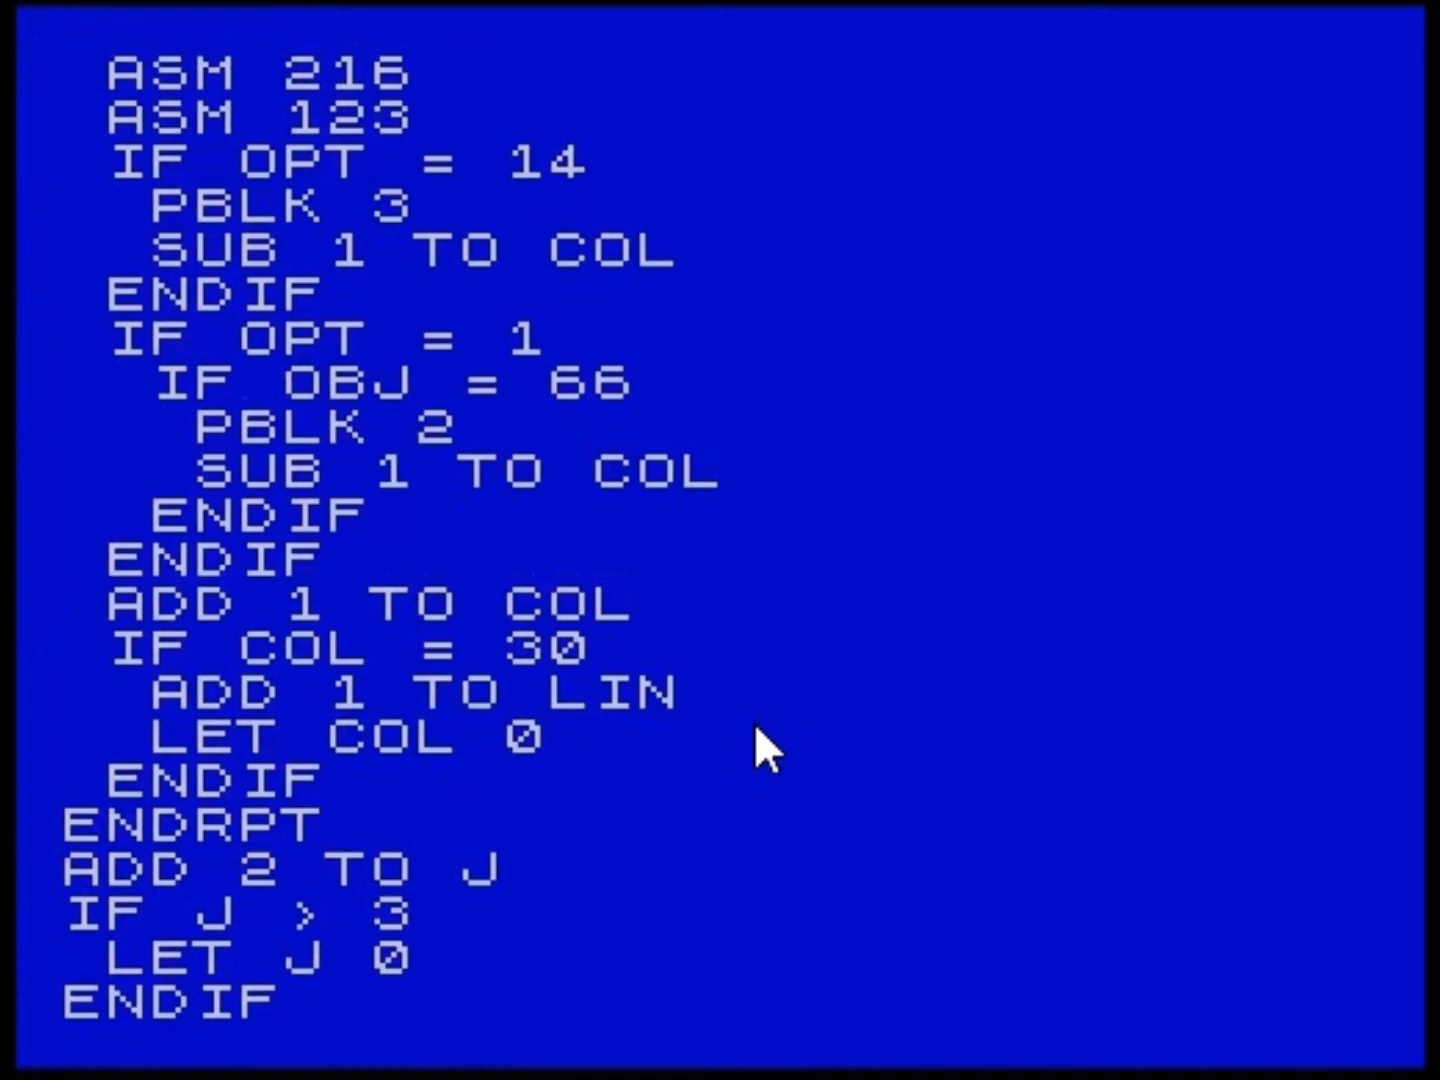 ASM 216
ASM 123
IF OPT = 14
PBLK 3
SUB 1 TO COL
ENDIF
IF OPT = 1
IF OBJ = 66
PBLK 2
SUB 1 TO COL
ENDIF
ENDIF
ADD 1 TO COL
IF COL = 30
ADD 1 TO LIN
LET COL 0
ENDIF
ENDRPT
ADD 2 TO J
IF J > 3
LET J 0
ENDIF